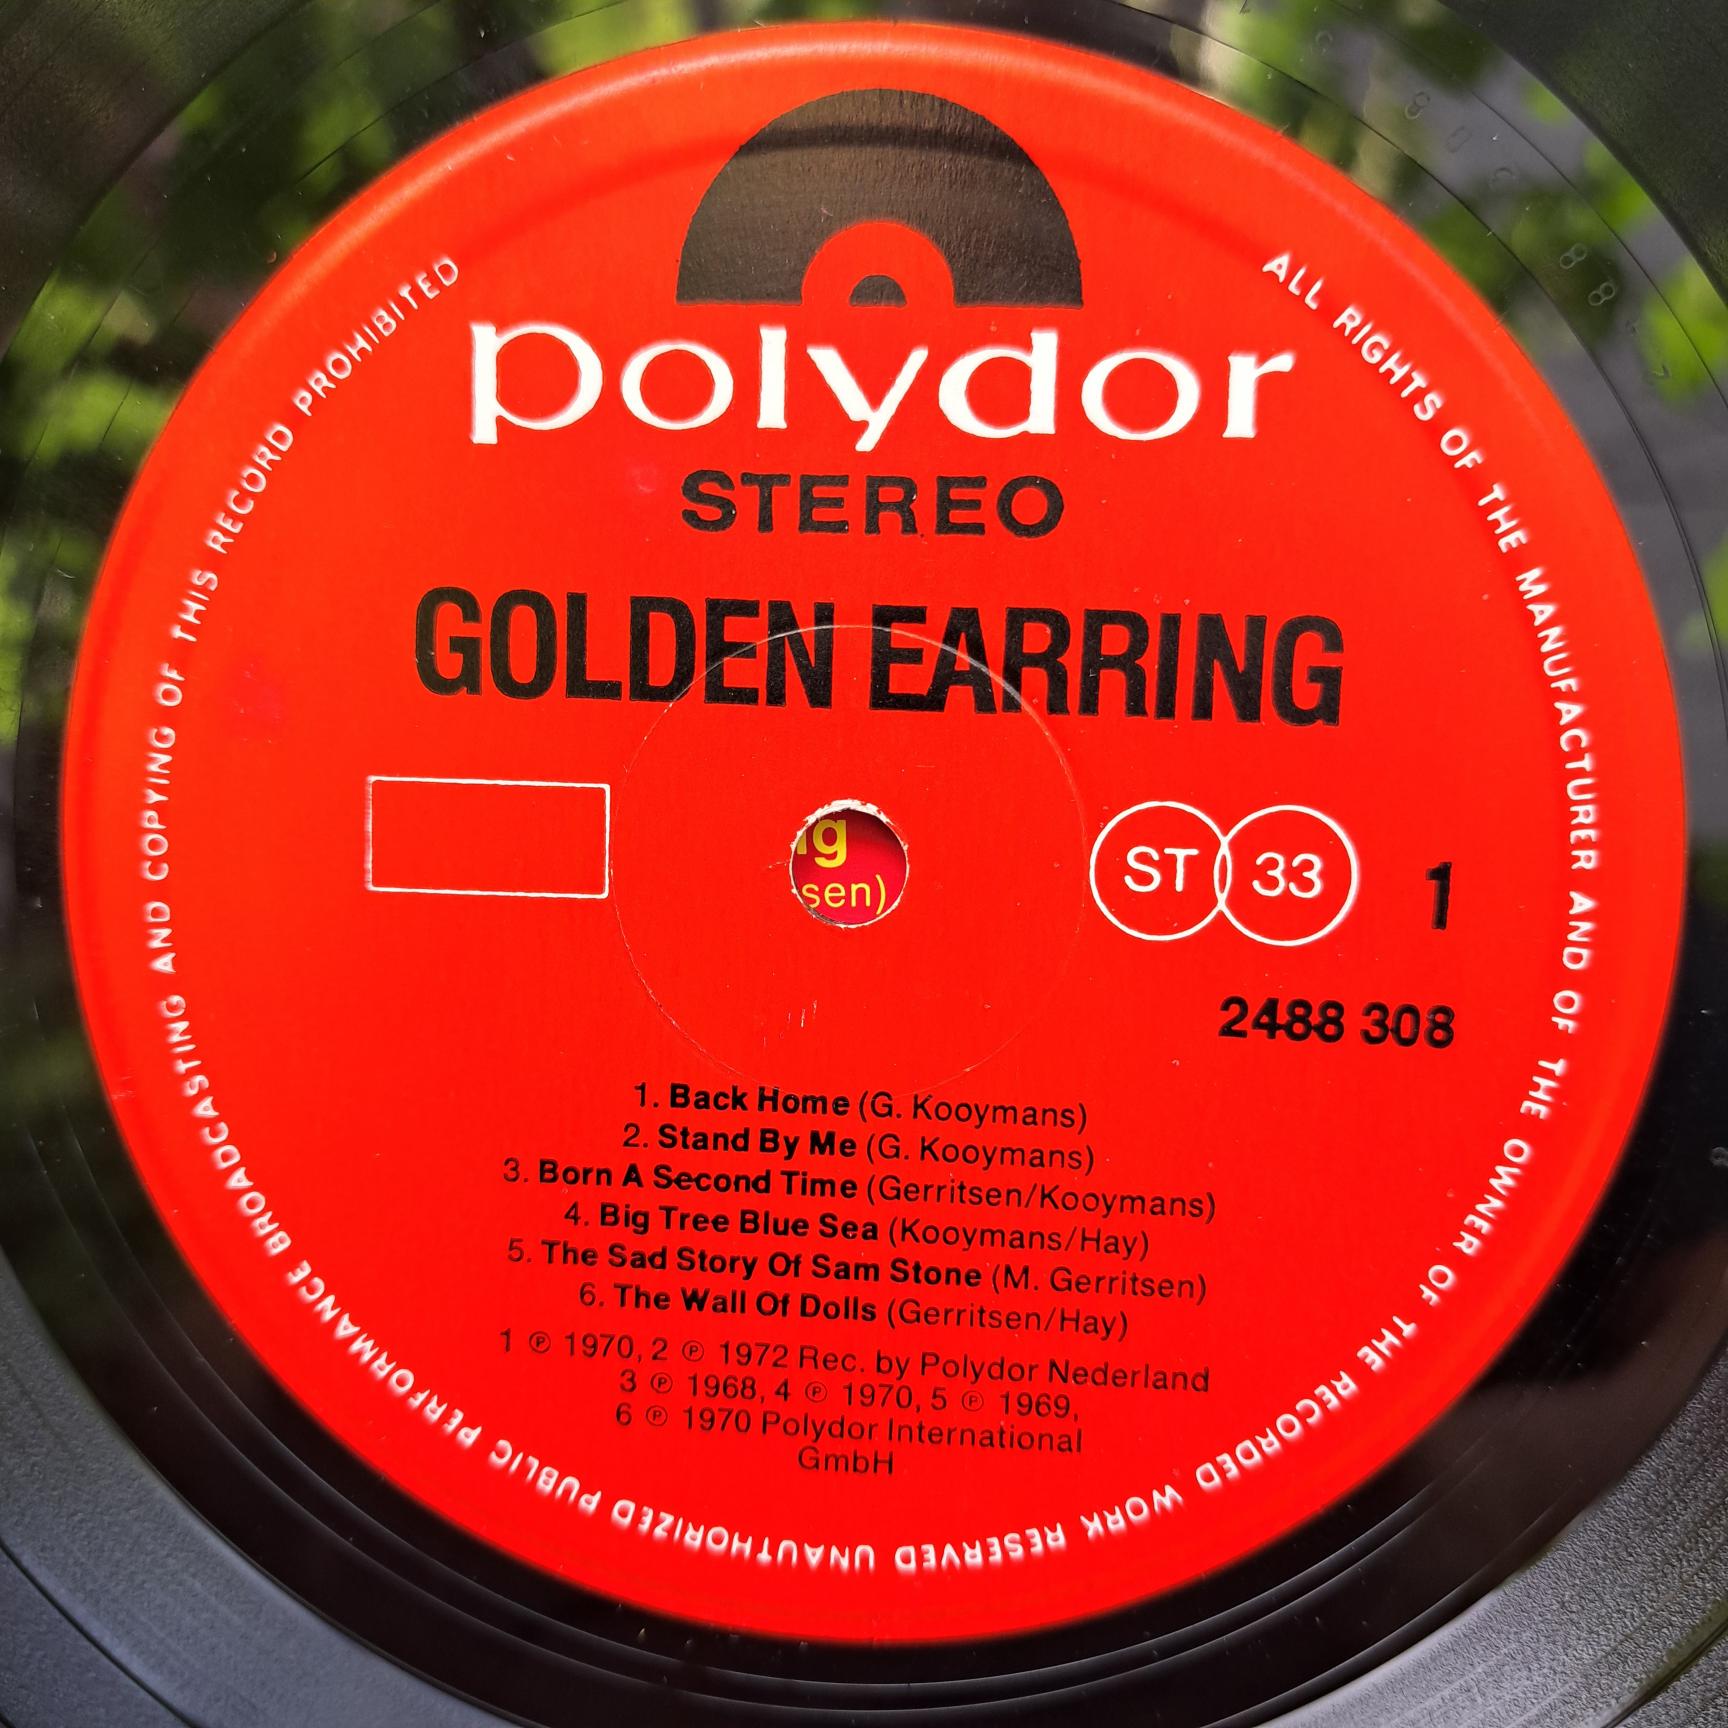 polydor
STEREO
GOLDEN EARRING
ig
sen)
ST 33
1
2488 308
1. Back Home (G. Kooymans)
2. Stand By Me (G. Kooymans)
3. Born A Second Time (Gerritsen/Kooymans)
4. Big Tree Blue Sea (Kooymans/Hay)
5. The Sad Story Of Sam Stone (M. Gerritsen)
6. The Wall Of Dolls (Gerritsen/Hay)
1 ℗ 1970, 2 ℗ 1972 Rec. by Polydor Nederland
3 ℗ 1968, 4 ℗ 1970, 5 ℗ 1969,
6 ℗ 1970 Polydor International
GmbH
ALL RIGHTS OF THE MANUFACTURER AND OF THE OWNER OF THE RECORDED WORK RESERVED UNAUTHORIZED PUBLIC PERFORMANCE BROADCASTING AND COPYING OF THIS RECORD PROHIBITED